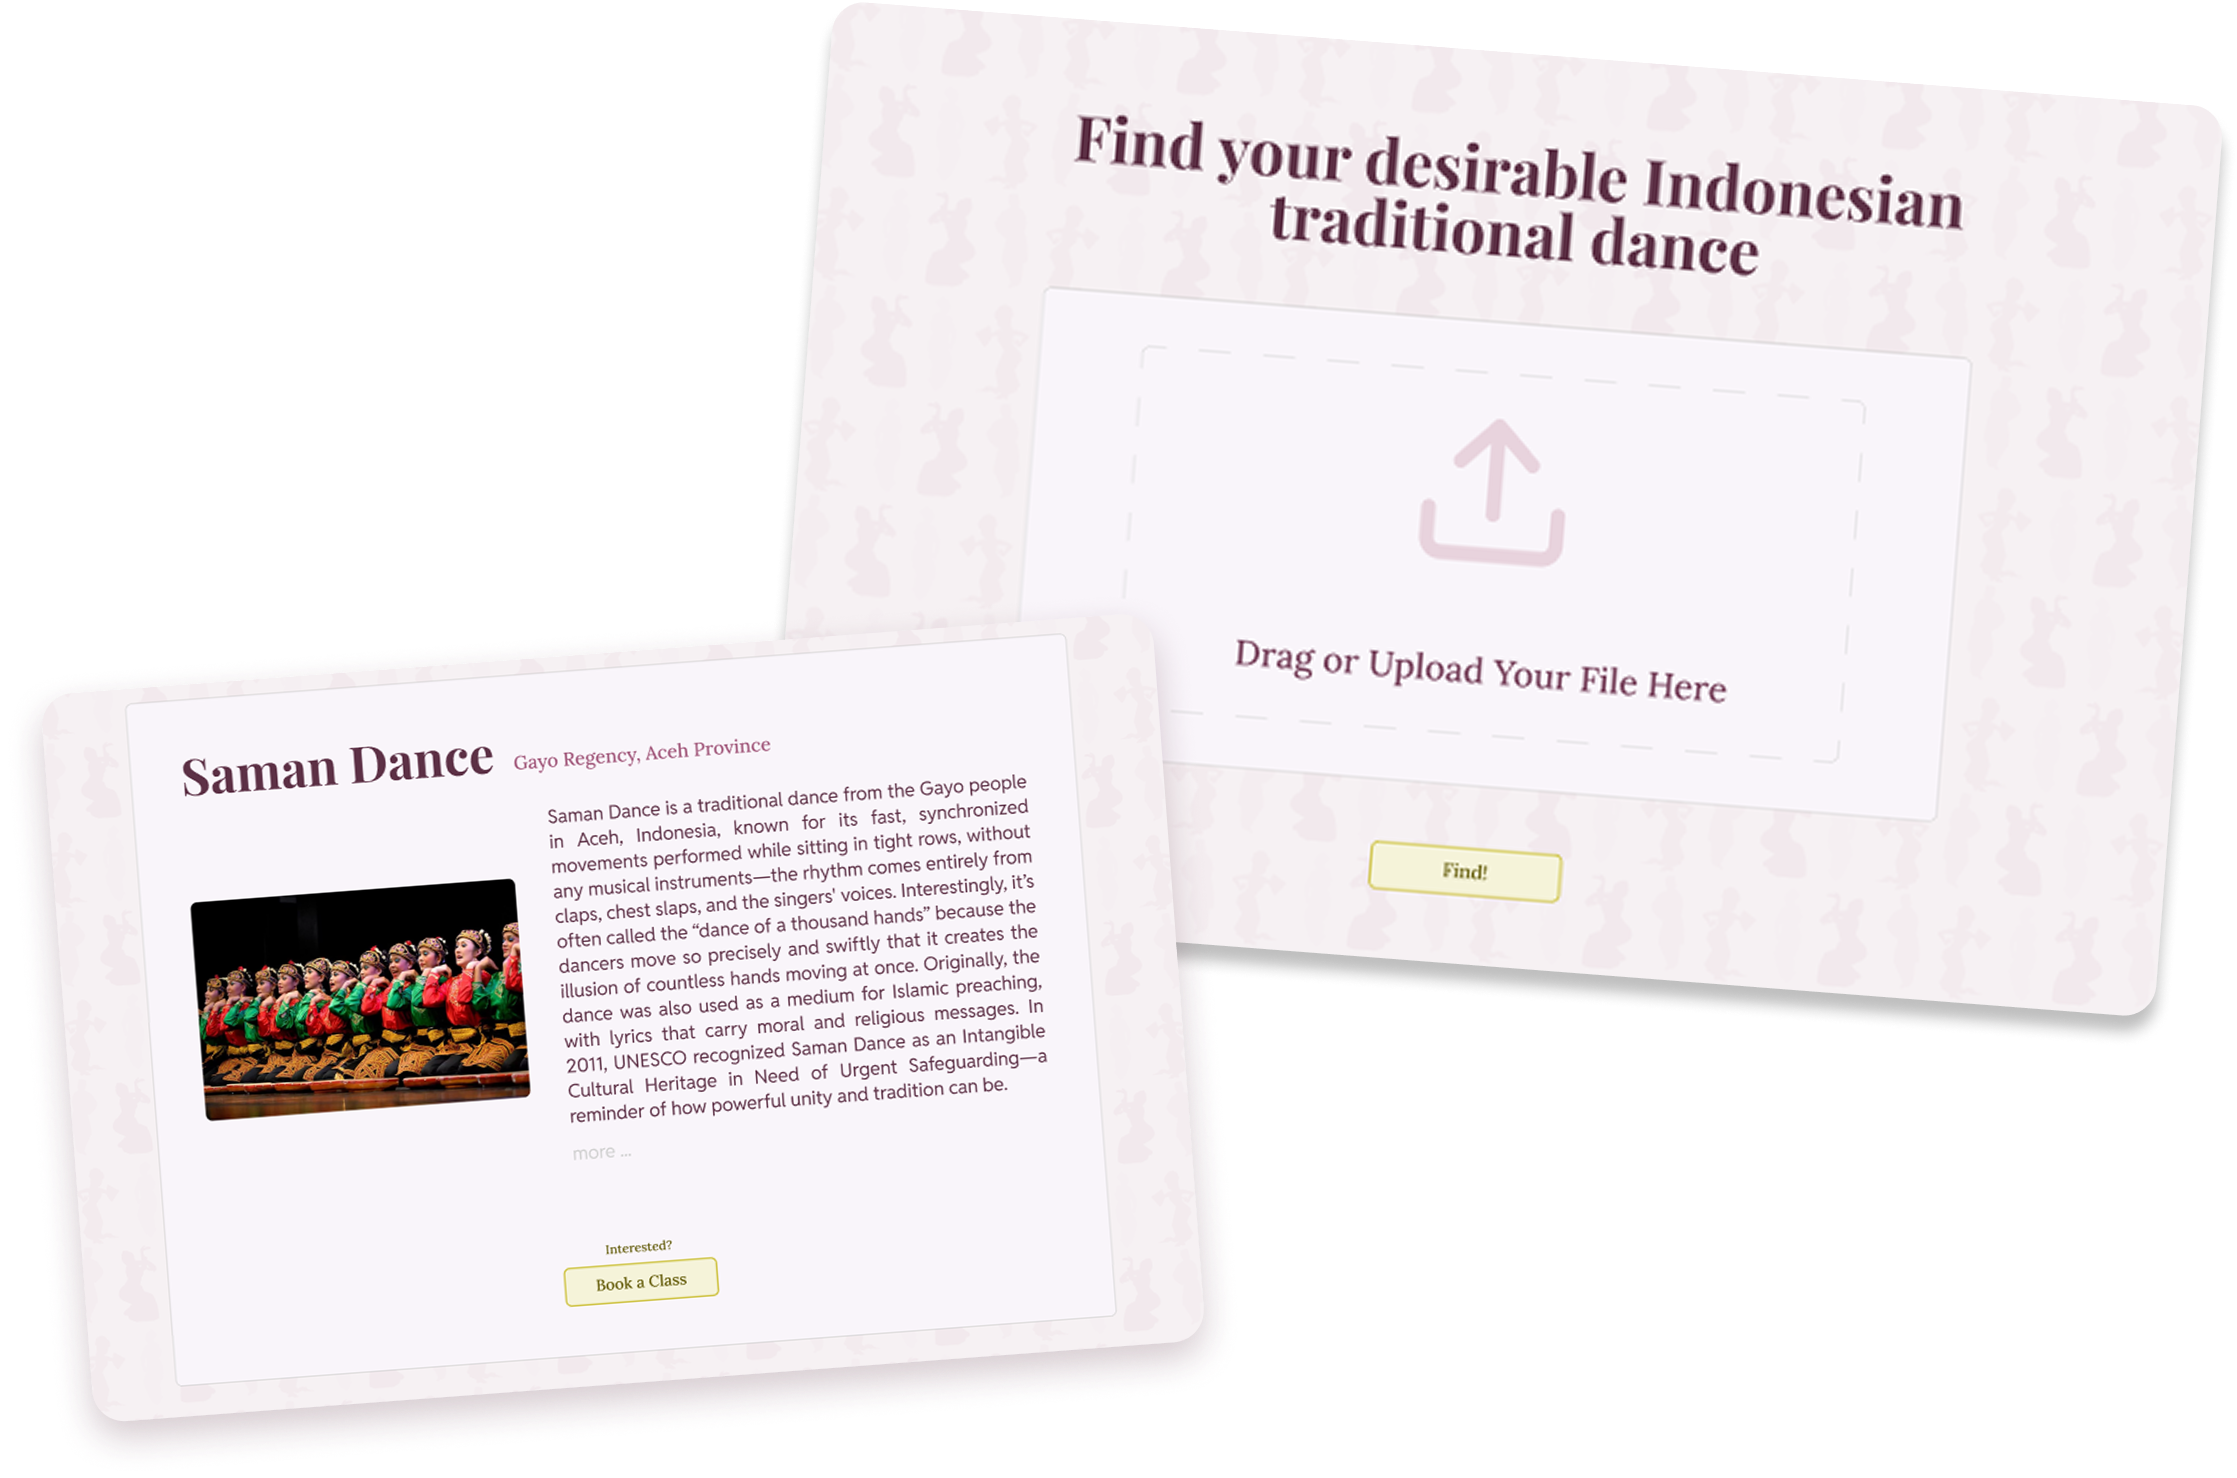 Find your desirable Indonesian
traditional dance
Drag or Upload Your File Here
Find!
Saman Dance
Gayo Regency, Aceh Province
Saman Dance is a traditional dance from the Gayo people
in Aceh, Indonesia, known for its fast, synchronized
movements performed while sitting in tight rows, without
any musical instruments—the rhythm comes entirely from
claps, chest slaps, and the singers' voices. Interestingly, it’s
often called the “dance of a thousand hands” because the
dancers move so precisely and swiftly that it creates the
illusion of countless hands moving at once. Originally, the
dance was also used as a medium for Islamic preaching,
with lyrics that carry moral and religious messages. In
2011, UNESCO recognized Saman Dance as an Intangible
Cultural Heritage in Need of Urgent Safeguarding—a
reminder of how powerful unity and tradition can be.
more ...
Interested?
Book a Class